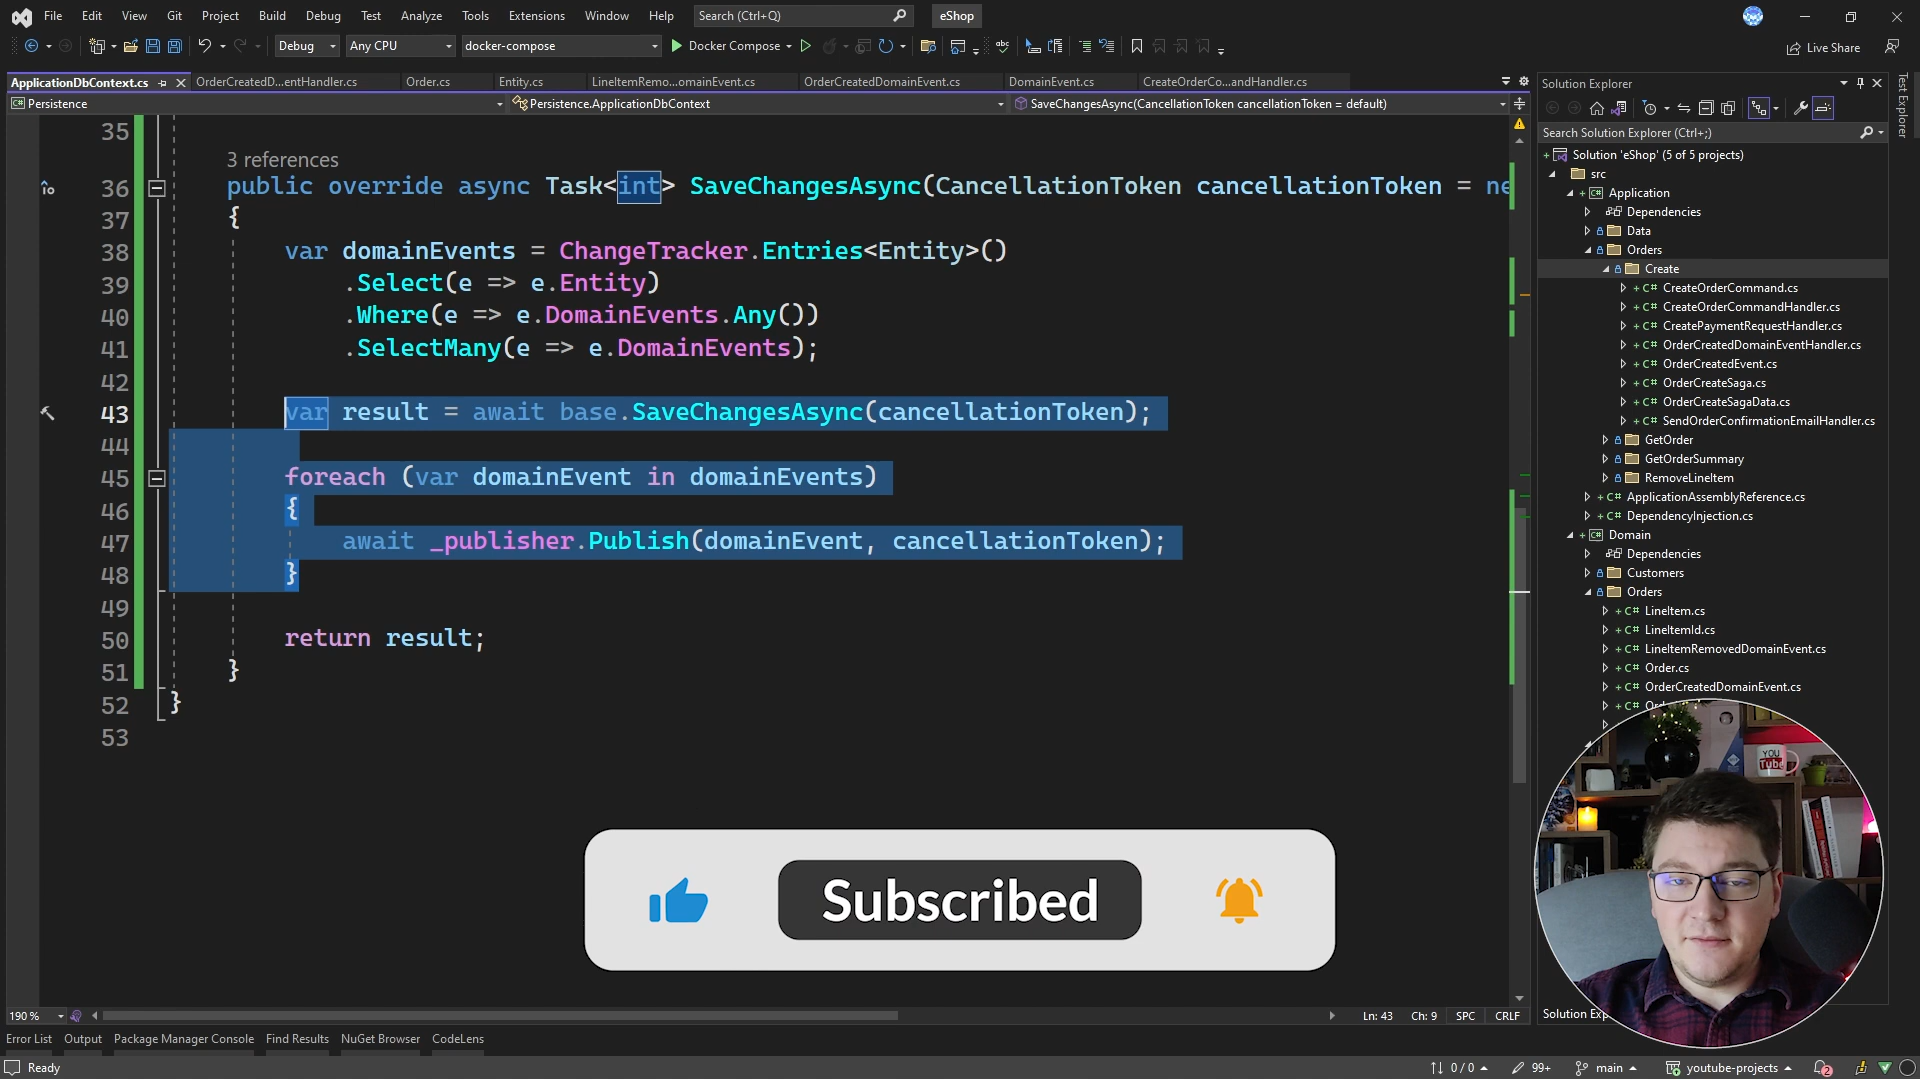 File Edit View Git Project Build Debug Test Analyze Tools Extensions Window Help Search (Ctrl+Q) eShop
Debug Any CPU docker-compose Docker Compose Live Share
ApplicationDbContext.cs OrderCreatedD...entHandler.cs Order.cs Entity.cs LineItemRemo...omainEvent.cs OrderCreatedDomainEvent.cs DomainEvent.cs CreateOrderCo...andHandler.cs
Persistence Persistence.ApplicationDbContext SaveChangesAsync(CancellationToken cancellationToken = default)
35
3 references
36 public override async Task<int> SaveChangesAsync(CancellationToken cancellationToken = ne
37 {
38 var domainEvents = ChangeTracker.Entries<Entity>()
39 .Select(e => e.Entity)
40 .Where(e => e.DomainEvents.Any())
41 .SelectMany(e => e.DomainEvents);
42
43 var result = await base.SaveChangesAsync(cancellationToken);
44
45 foreach (var domainEvent in domainEvents)
46 {
47 await _publisher.Publish(domainEvent, cancellationToken);
48 }
49
50 return result;
51 }
52 }
53
Subscribed
190 % Ln: 43 Ch: 9 SPC CRLF
Error List Output Package Manager Console Find Results NuGet Browser CodeLens
Ready 0 / 0 99+ main youtube-projects 2
Solution Explorer
Search Solution Explorer (Ctrl+;)
Solution 'eShop' (5 of 5 projects)
src
Application
Dependencies
Data
Orders
Create
CreateOrderCommand.cs
CreateOrderCommandHandler.cs
CreatePaymentRequestHandler.cs
OrderCreatedDomainEventHandler.cs
OrderCreatedEvent.cs
OrderCreateSaga.cs
OrderCreateSagaData.cs
SendOrderConfirmationEmailHandler.cs
GetOrder
GetOrderSummary
RemoveLineItem
ApplicationAssemblyReference.cs
DependencyInjection.cs
Domain
Dependencies
Customers
Orders
LineItem.cs
LineItemId.cs
LineItemRemovedDomainEvent.cs
Order.cs
OrderCreatedDomainEvent.cs
YOU
Tube
Solution Exp
Test Explorer